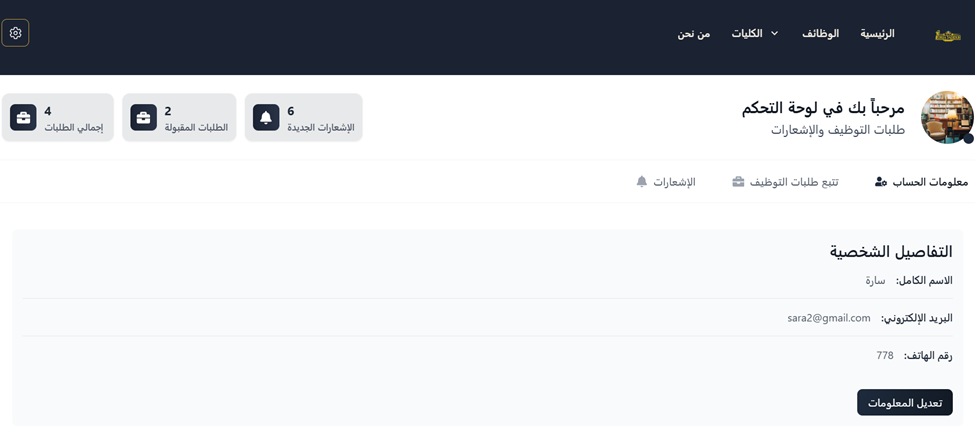 الرئيسية
الوظائف
الكليات
من نحن
مرحباً بك في لوحة التحكم
طلبات التوظيف والإشعارات
6
الإشعارات الجديدة
2
الطلبات المقبولة
4
إجمالي الطلبات
معلومات الحساب
تتبع طلبات التوظيف
الإشعارات
التفاصيل الشخصية
الاسم الكامل: سارة
البريد الإلكتروني: sara2@gmail.com
رقم الهاتف: 778
تعديل المعلومات